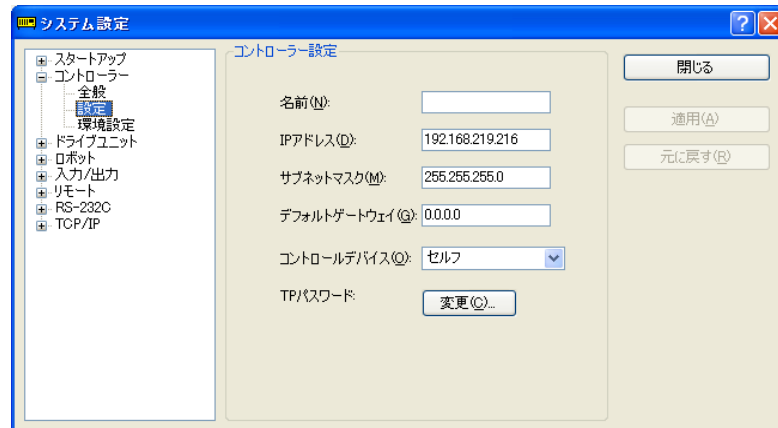 システム設定
スタートアップ
コントローラー
全般
設定
環境設定
ドライブユニット
ロボット
入力/出力
リモート
RS-232C
TCP/IP
コントローラー設定
名前(N):
IPアドレス(D): 192.168.219.216
サブネットマスク(M): 255.255.255.0
デフォルトゲートウェイ(G): 0.0.0.0
コントロールデバイス(O): セルフ
TPパスワード: 変更(C)...
閉じる
適用(A)
元に戻す(R)